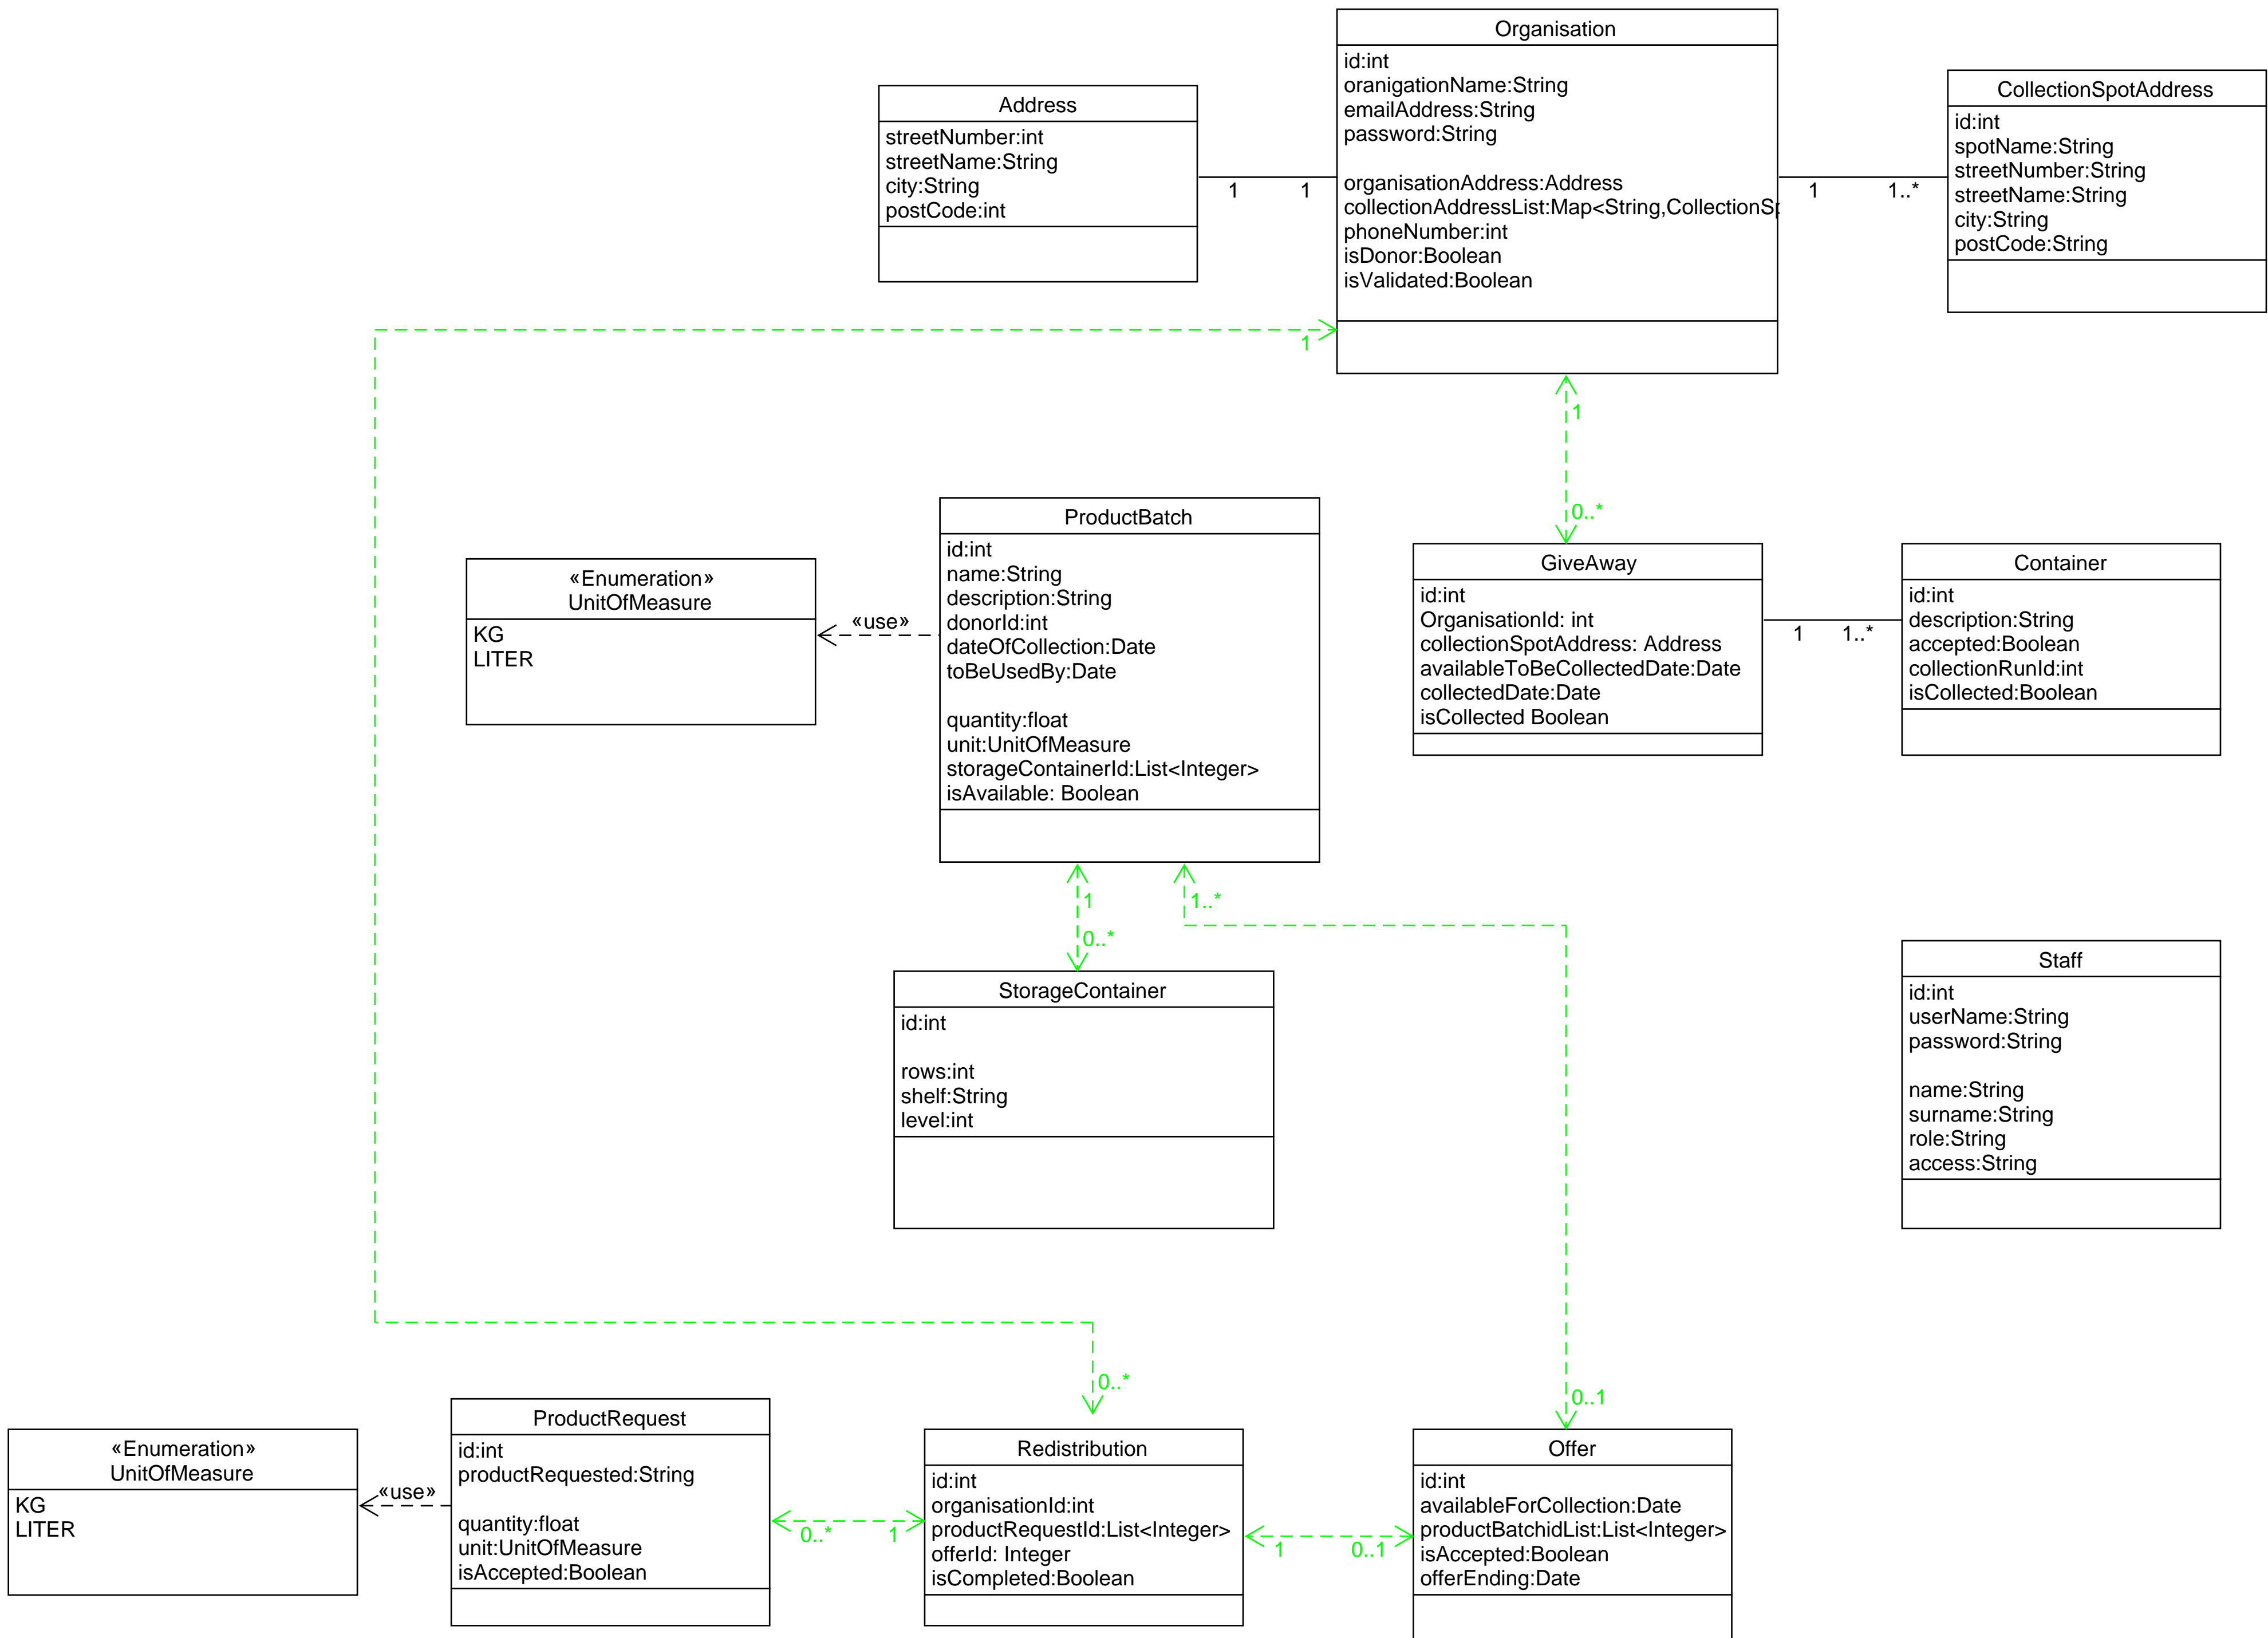 Organisation
id:int
oranigationName:String
emailAddress:String
password:String
organisationAddress:Address
collectionAddressList:Map<String,CollectionSp
phoneNumber:int
isDonor:Boolean
isValidated:Boolean
Address
streetNumber:int
streetName:String
city:String
postCode:int
CollectionSpotAddress
id:int
spotName:String
streetNumber:String
streetName:String
city:String
postCode:String
1
1
1
1..*
1
1
0..*
ProductBatch
id:int
name:String
description:String
donorId:int
dateOfCollection:Date
toBeUsedBy:Date
quantity:float
unit:UnitOfMeasure
storageContainerId:List<Integer>
isAvailable: Boolean
«Enumeration»
UnitOfMeasure
KG
LITER
«use»
GiveAway
id:int
OrganisationId: int
collectionSpotAddress: Address
availableToBeCollectedDate:Date
collectedDate:Date
isCollected Boolean
1
1..*
Container
id:int
description:String
accepted:Boolean
collectionRunId:int
isCollected:Boolean
1
1..*
0..*
StorageContainer
id:int
rows:int
shelf:String
level:int
Staff
id:int
userName:String
password:String
name:String
surname:String
role:String
access:String
0..*
0..1
«Enumeration»
UnitOfMeasure
KG
LITER
«use»
ProductRequest
id:int
productRequested:String
quantity:float
unit:UnitOfMeasure
isAccepted:Boolean
0..*
1
Redistribution
id:int
organisationId:int
productRequestId:List<Integer>
offerId: Integer
isCompleted:Boolean
1
0..1
Offer
id:int
availableForCollection:Date
productBatchidList:List<Integer>
isAccepted:Boolean
offerEnding:Date